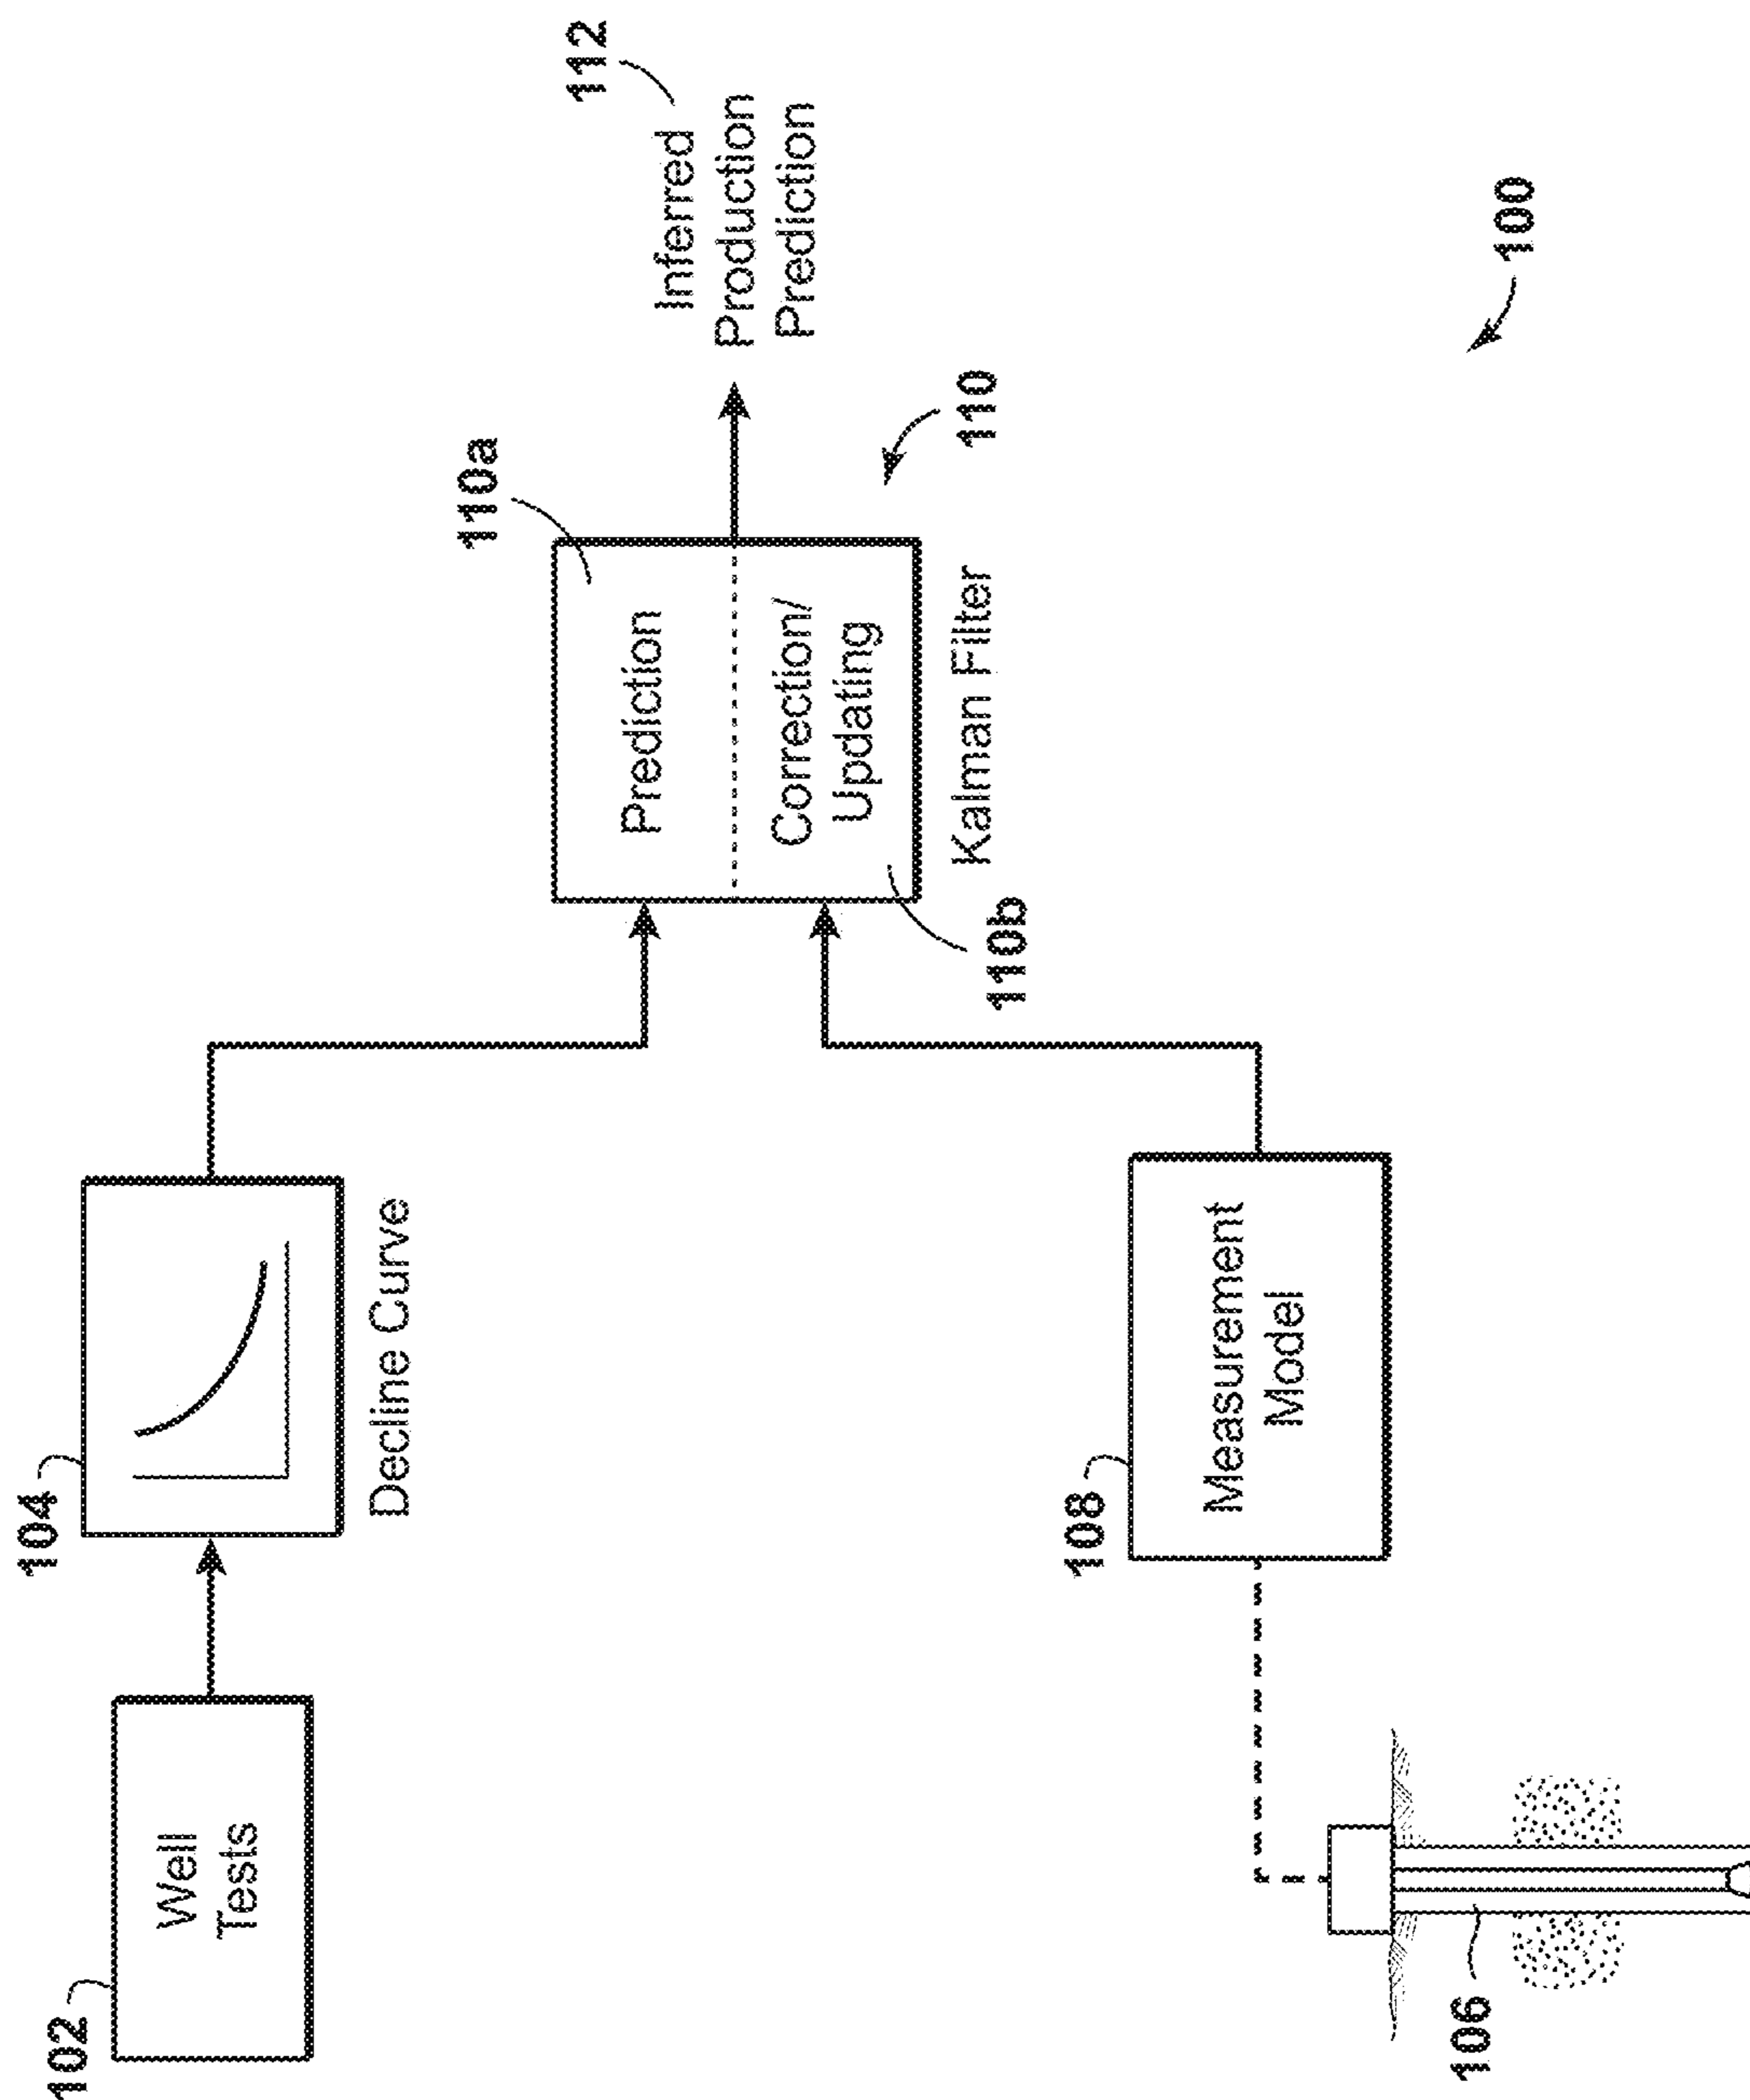 102
Well
Tests
104
Decline Curve
106
108
Measurement
Model
110a
Prediction
Correction/
Updating
110b
Kalman Filter
110
112
Inferred
Production
Prediction
100